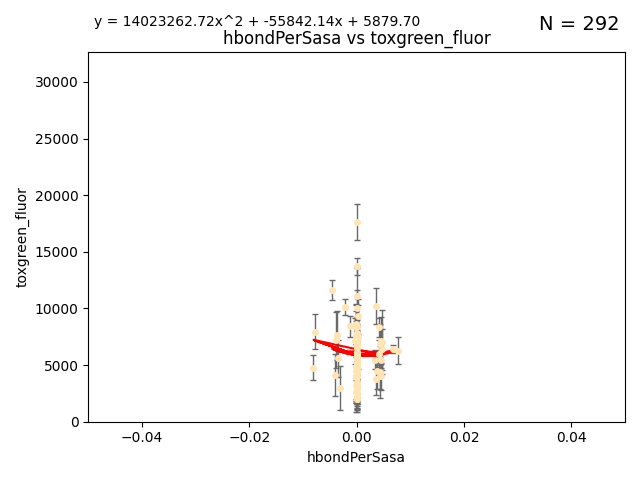 y = 14023262.72x^2 + -55842.14x + 5879.70
N = 292
hbondPerSasa vs toxgreen_fluor
30000
25000
20000
15000
10000
5000
0
toxgreen_fluor
−0.04
−0.02
0.00
0.02
0.04
hbondPerSasa